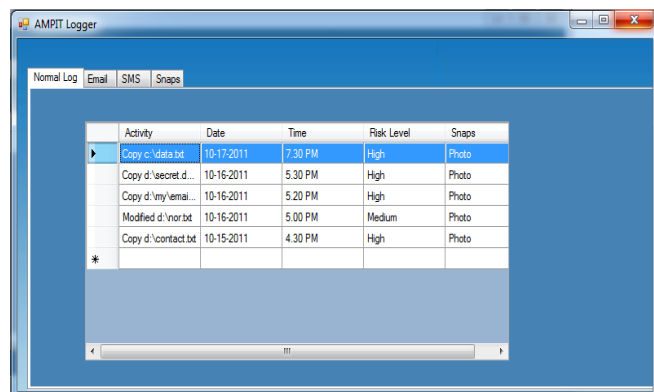 AMPIT Logger
Normal Log Email SMS Snaps
Activity Date Time Risk Level Snaps
Copy c:\data.txt 10-17-2011 7.30 PM High Photo
Copy d:\secret.d... 10-16-2011 5.30 PM High Photo
Copy d:\my\emai... 10-16-2011 5.20 PM High Photo
Modified d:\nor.txt 10-16-2011 5.00 PM Medium Photo
Copy d:\contact.txt 10-15-2011 4.30 PM High Photo